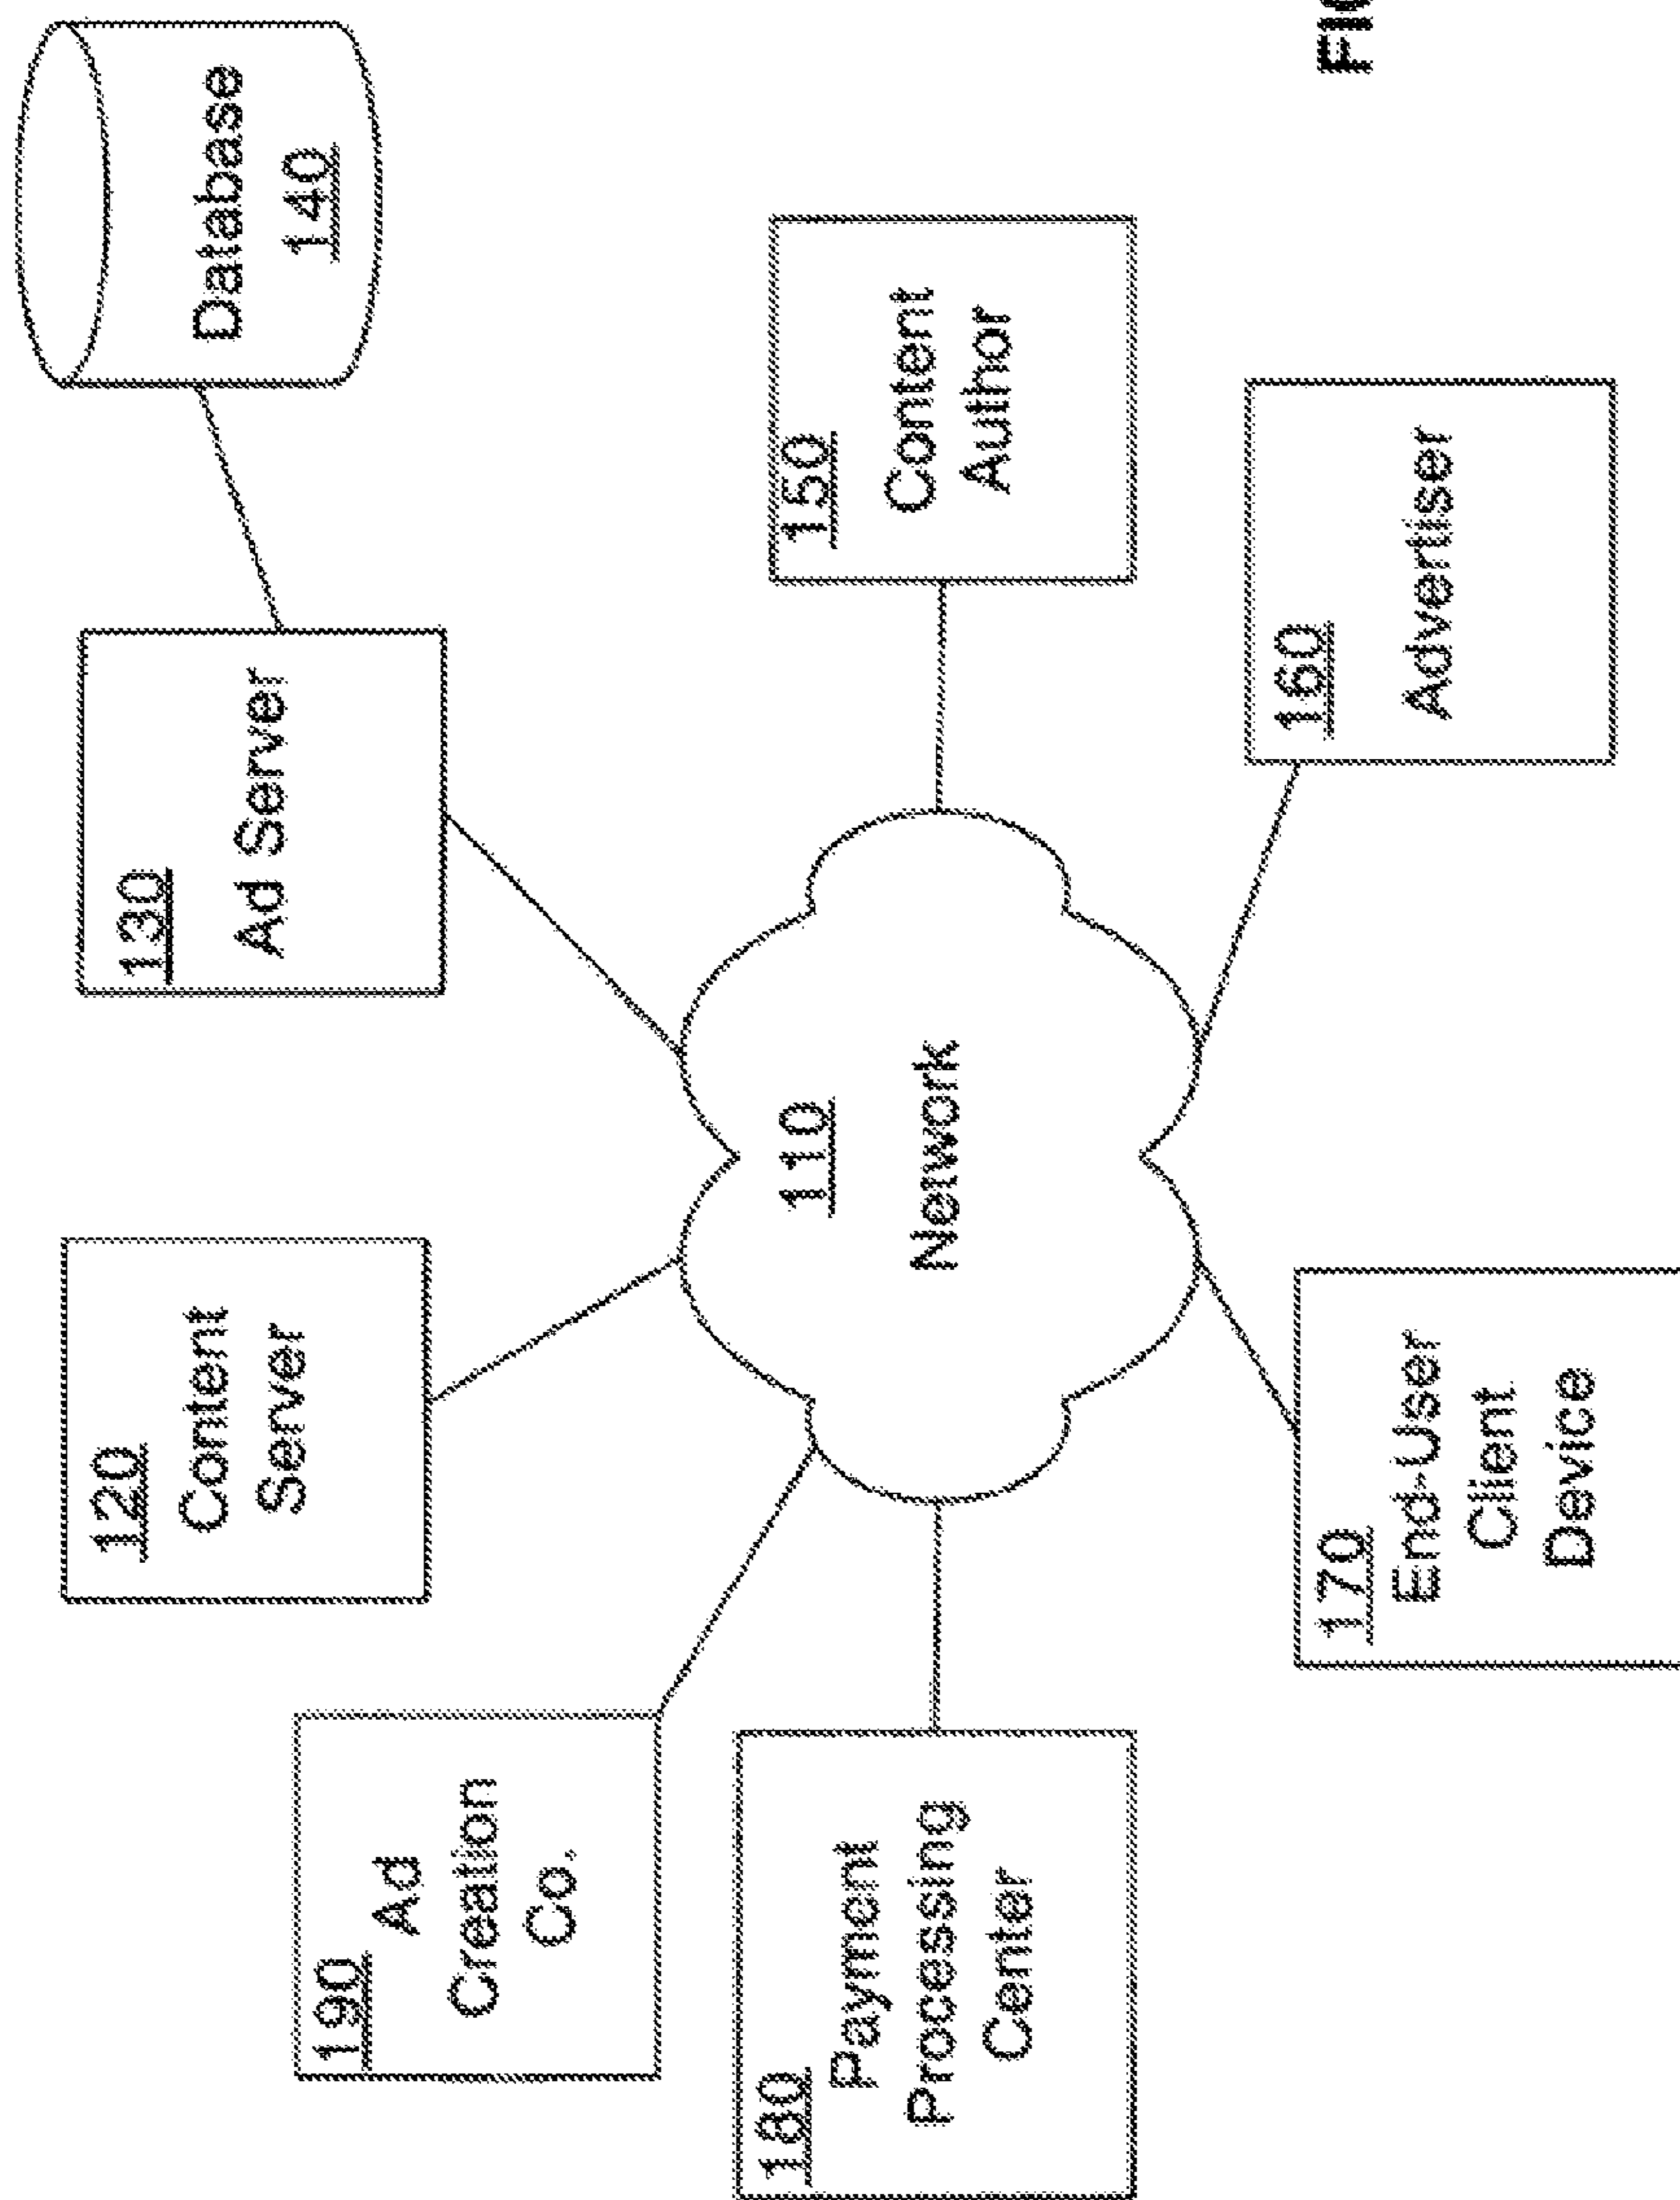 190
Ad
Creation
Co.
120
Content
Server
130
Ad Server
Database
140
180
Payment
Processing
Center
110
Network
150
Content
Author
170
End-User
Client
Device
160
Advertiser